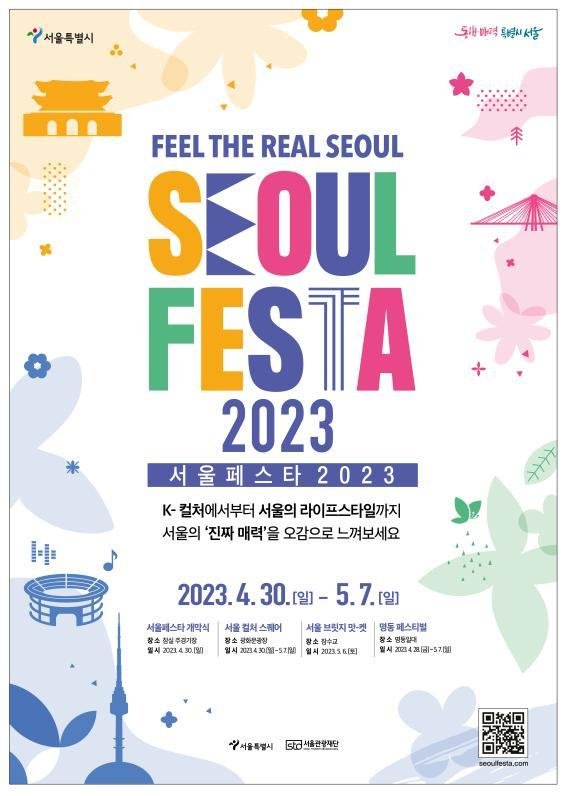 서울특별시
동행·매력 특별시 서울
FEEL THE REAL SEOUL
SEOUL
FESTA
2023
서울페스타 2023
K- 컬처에서부터 서울의 라이프스타일까지
서울의 ‘진짜 매력’을 오감으로 느껴보세요
2023. 4. 30.[일] – 5. 7.[일]
서울페스타 개막식
장 소 잠실 주경기장
일 시 2023. 4. 30.[일]
서울 컬처 스퀘어
장 소 광화문광장
일 시 2023. 4.30.[일]~5.7.[일]
서울 브릿지 맛-켓
장 소 잠수교
일 시 2023. 5. 6.[토]
명동 페스티벌
장 소 명동일대
일 시 2023. 4. 28.[금]~5.7.[일]
서울특별시
sto 서울관광재단
seoulfesta.com